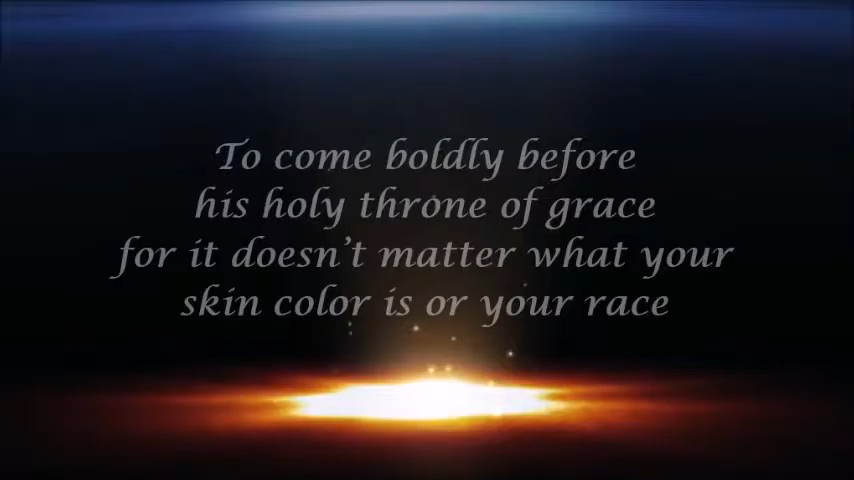 To come boldly before
his holy throne of grace
for it doesn't matter what your
skin color is or your race